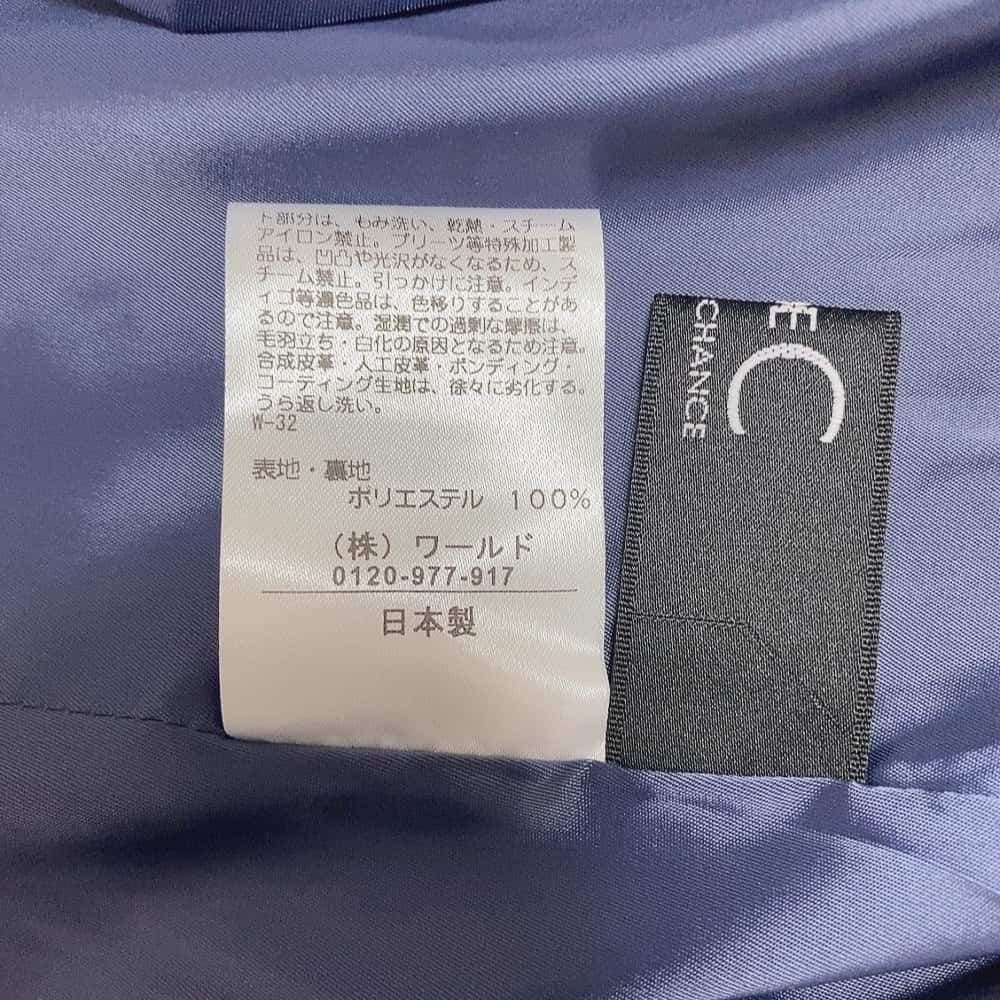 ト部分は、もみ洗い、乾熱・スチーム
アイロン禁止。プリーツ等特殊加工製
品は、凹凸や光沢がなくなるため、ス
チーム禁止。引っかけに注意。インデ
ィゴ等濃色品は、色移りすることがあ
るので注意。湿潤での過剰な摩擦は、
毛羽立ち・白化の原因となるため注意。
合成皮革・人工皮革・ボンディング・
コーティング生地は、徐々に劣化する。
うら返し洗い。
W-32
表地・裏地
ポリエステル 100%
(株) ワールド
0120-977-917
日本製
C
CHANCE